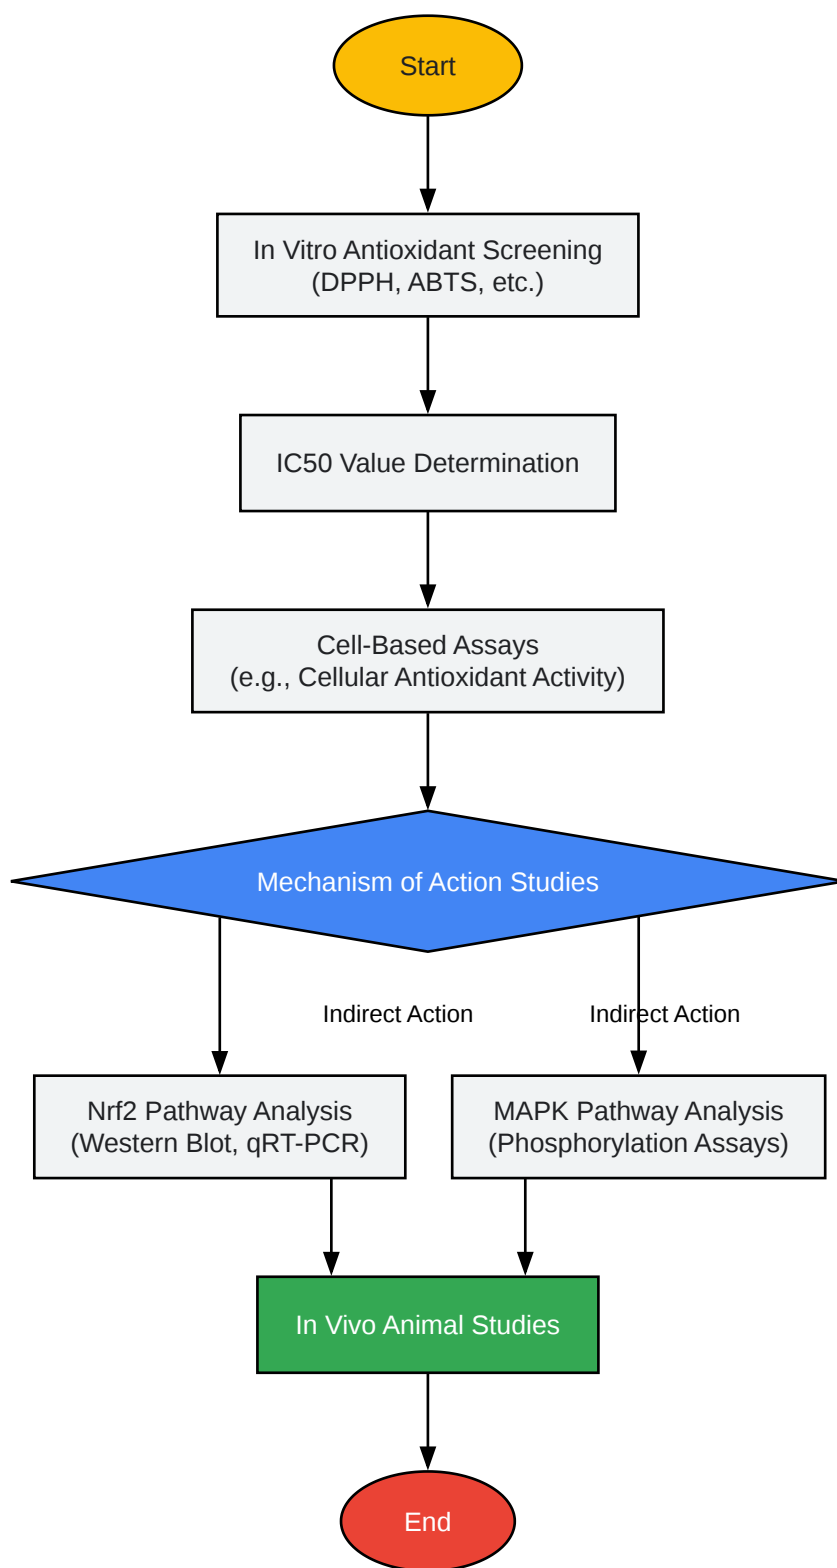 Start
In Vitro Antioxidant Screening
(DPPH, ABTS, etc.)
IC50 Value Determination
Cell-Based Assays
(e.g., Cellular Antioxidant Activity)
Mechanism of Action Studies
Indirect Action
Indirect Action
Nrf2 Pathway Analysis
(Western Blot, qRT-PCR)
MAPK Pathway Analysis
(Phosphorylation Assays)
In Vivo Animal Studies
End